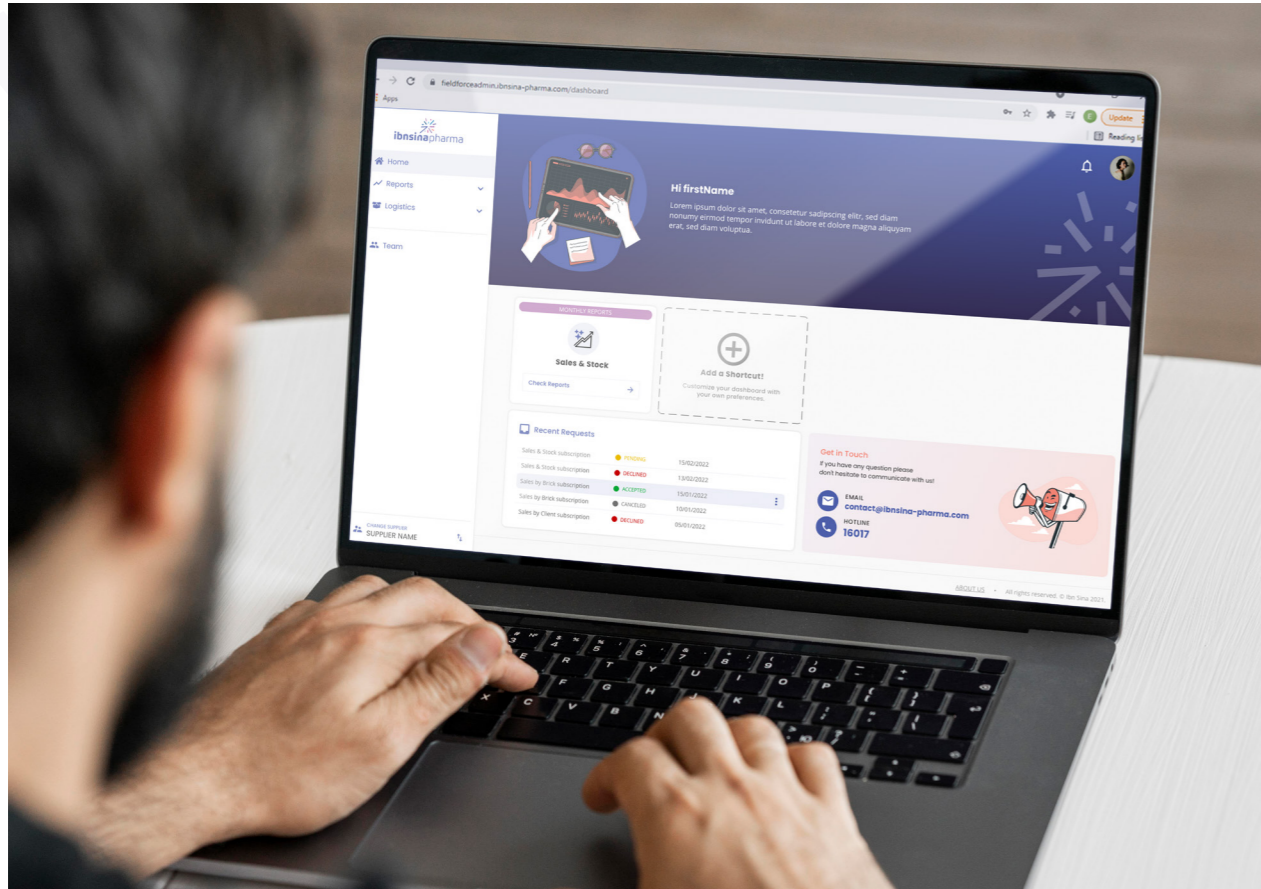 fieldforceadmin.ibnsina-pharma.com/dashboard
Apps
Update
Reading
ibnsinapharma
Home
Reports
Logistics
Team
CHANGE SUPPLIER
SUPPLIER NAME
Hi firstName
Lorem ipsum dolor sit amet, consetetur sadipscing elitr, sed diam
nonumy eirmod tempor invidunt ut labore et dolore magna aliquyam
erat, sed diam voluptua.
MONTHLY REPORTS
Sales & Stock
Check Reports
Add a Shortcut!
Customize your dashboard with
your own preferences.
Recent Requests
Sales & Stock subscription PENDING 15/02/2022
Sales & Stock subscription DECLINED 13/02/2022
Sales by Brick subscription ACCEPTED 15/01/2022
Sales by Brick subscription CANCELED 10/01/2022
Sales by Client subscription DECLINED 05/01/2022
Get in Touch
If you have any question please
don't hesitate to communicate with us!
EMAIL
contact@ibnsina-pharma.com
HOTLINE
16017
ABOUT US • All rights reserved. © Ibn Sina 2021.
E R T Y U I O P
F G H J K L
X C V B N